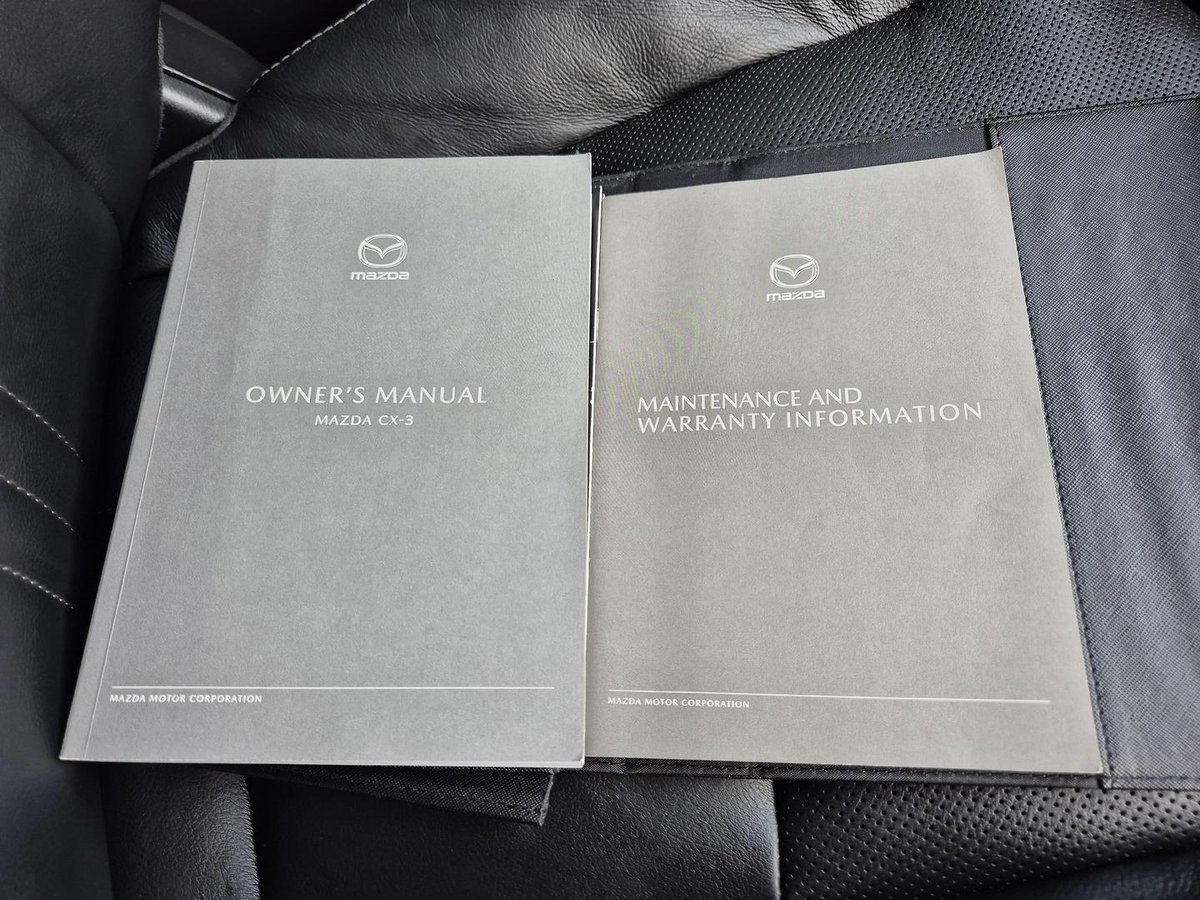 mazda
OWNER'S MANUAL
MAZDA CX-3
MAZDA MOTOR CORPORATION
mazda
MAINTENANCE AND
WARRANTY INFORMATION
MAZDA MOTOR CORPORATION